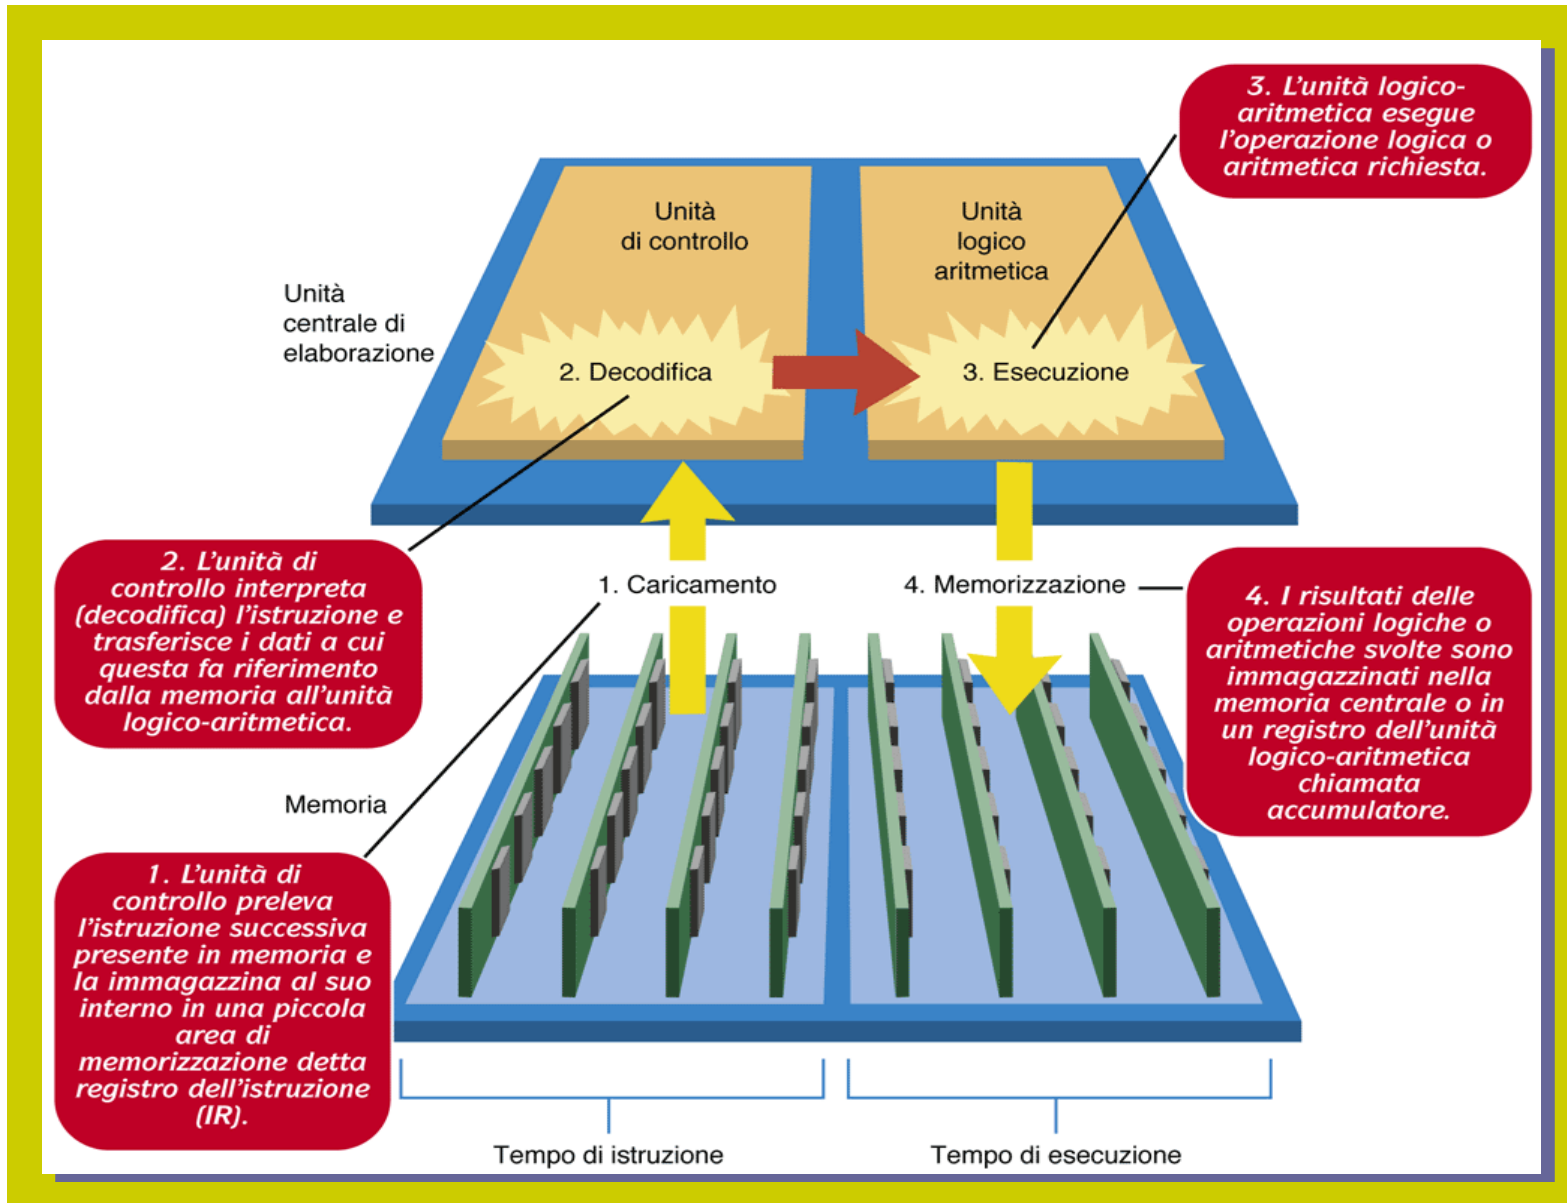 3. L'unità logico-
aritmetica esegue
l'operazione logica o
aritmetica richiesta.
Unità
di controllo
Unità
logico
aritmetica
Unità
centrale di
elaborazione
2. Decodifica
3. Esecuzione
2. L'unità di
controllo interpreta
(decodifica) l'istruzione e
trasferisce i dati a cui
questa fa riferimento
dalla memoria all'unità
logico-aritmetica.
1. Caricamento
4. Memorizzazione
4. I risultati delle
operazioni logiche o
aritmetiche svolte sono
immagazzinati nella
memoria centrale o in
un registro dell'unità
logico-aritmetica
chiamata
accumulatore.
Memoria
1. L'unità di
controllo preleva
l'istruzione successiva
presente in memoria e
la immagazzina al suo
interno in una piccola
area di
memorizzazione detta
registro dell'istruzione
(IR).
Tempo di istruzione
Tempo di esecuzione